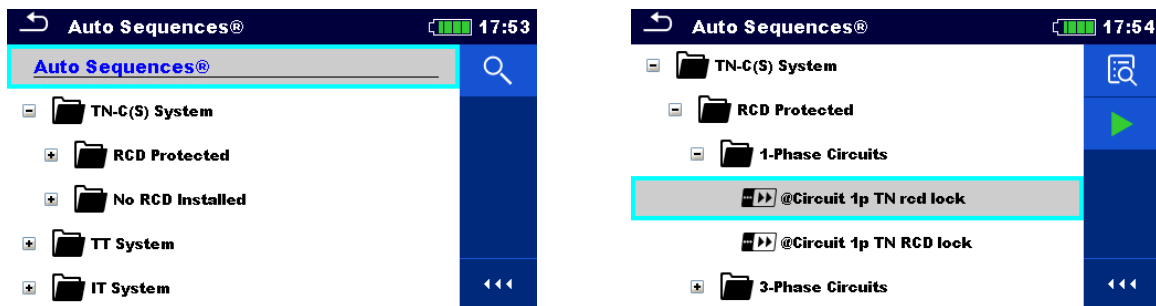 Auto Sequences® 17:53
Auto Sequences®
TN-C(S) System
RCD Protected
No RCD Installed
TT System
IT System
Auto Sequences® 17:54
TN-C(S) System
RCD Protected
1-Phase Circuits
@Circuit 1p TN rcd lock
@Circuit 1p TN RCD lock
3-Phase Circuits